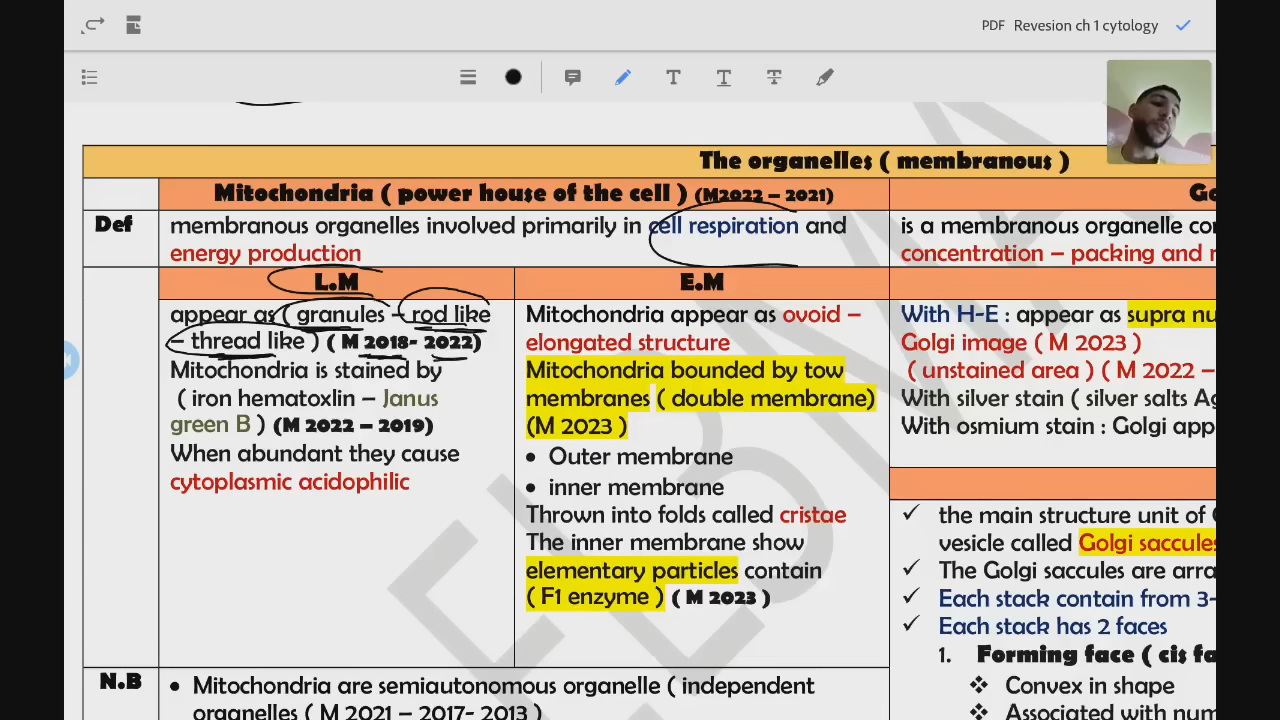 PDF Revesion ch 1 cytology
The organelles ( membranous )
Mitochondria ( power house of the cell ) (M2022 – 2021)
Def
membranous organelles involved primarily in cell respiration and
energy production
L.M
appear as ( granules – rod like
– thread like ) ( M 2018- 2022)
Mitochondria is stained by
( iron hematoxlin – Janus
green B ) (M 2022 – 2019)
When abundant they cause
cytoplasmic acidophilic
E.M
Mitochondria appear as ovoid –
elongated structure
Mitochondria bounded by tow
membranes ( double membrane)
(M 2023 )
• Outer membrane
• inner membrane
Thrown into folds called cristae
The inner membrane show
elementary particles contain
( F1 enzyme ) ( M 2023 )
N.B
• Mitochondria are semiautonomous organelle ( independent
organelles ( M 2021 – 2017- 2013 )
is a membranous organelle
concentration – packing and
With H-E : appear as supra
Golgi image ( M 2023 )
( unstained area ) ( M 2022 –
With silver stain ( silver salts
With osmium stain : Golgi
✓ the main structure unit of
vesicle called Golgi saccules
✓ The Golgi saccules are
✓ Each stack contain from 3-
✓ Each stack has 2 faces
1. Forming face ( cis
❖ Convex in shape
❖ Associated with